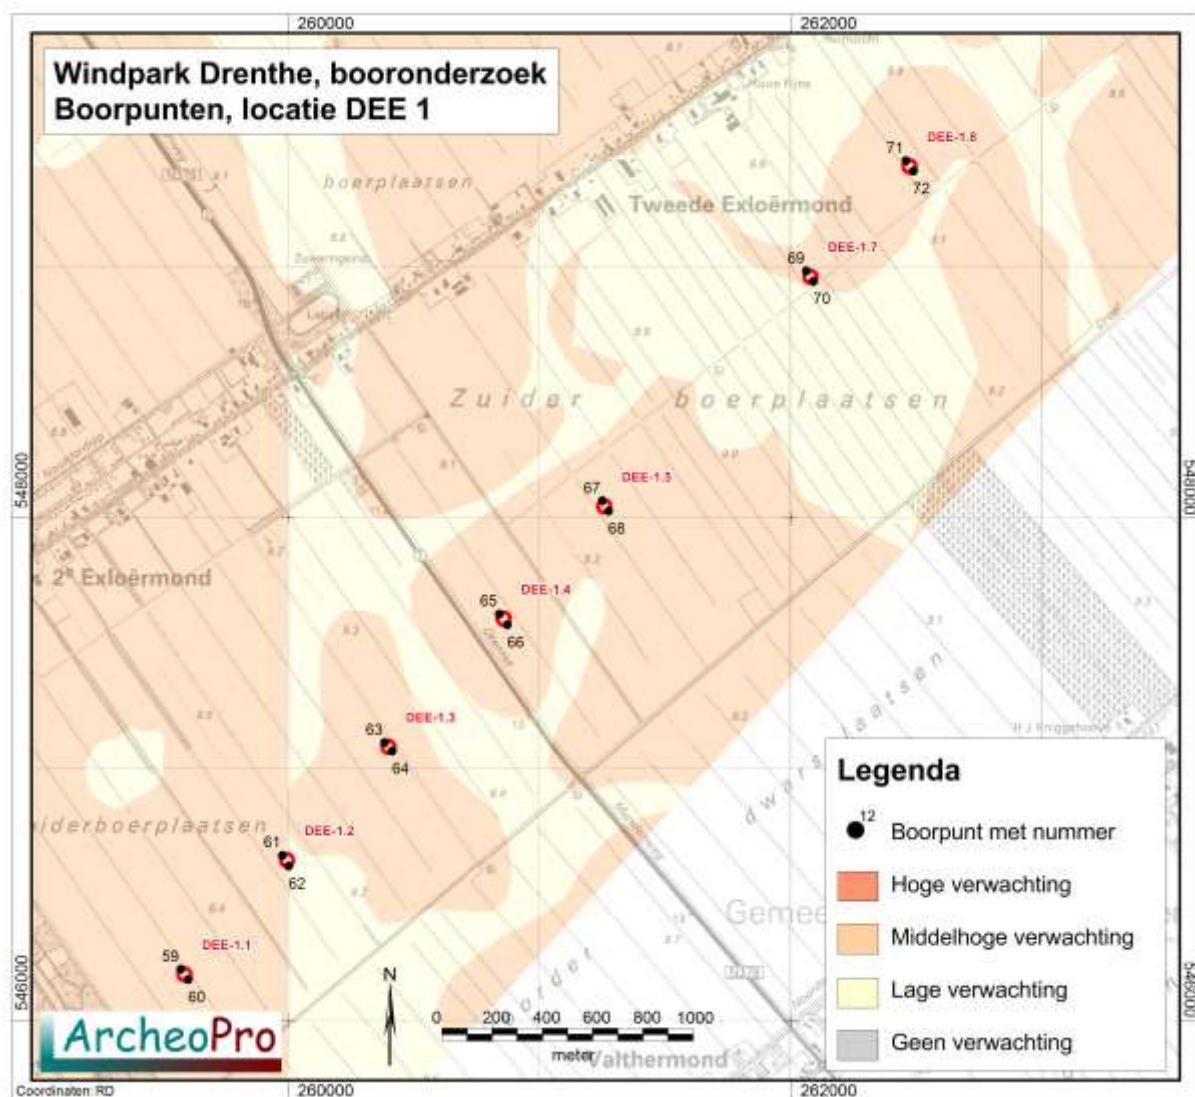 260000
262000
Windpark Drenthe, booronderzoek
Boorpunten, locatie DEE 1
boerplaatsen
Tweede Exloërmond
71
DEE-1.8
72
69
DEE-1.7
70
Zuider boerplaatsen
548000
548000
67
DEE-1.5
68
2ᵉ Exloërmond
65
DEE-1.4
66
63
DEE-1.3
64
dwarsplaatsen
61
DEE-1.2
62
59
DEE-1.1
60
546000
546000
N
0 200 400 600 800 1000
meter
Valthermond
ArcheoPro
Legenda
12 Boorpunt met nummer
Hoge verwachting
Middelhoge verwachting
Lage verwachting
Geen verwachting
Coordinaten: RD
260000
262000